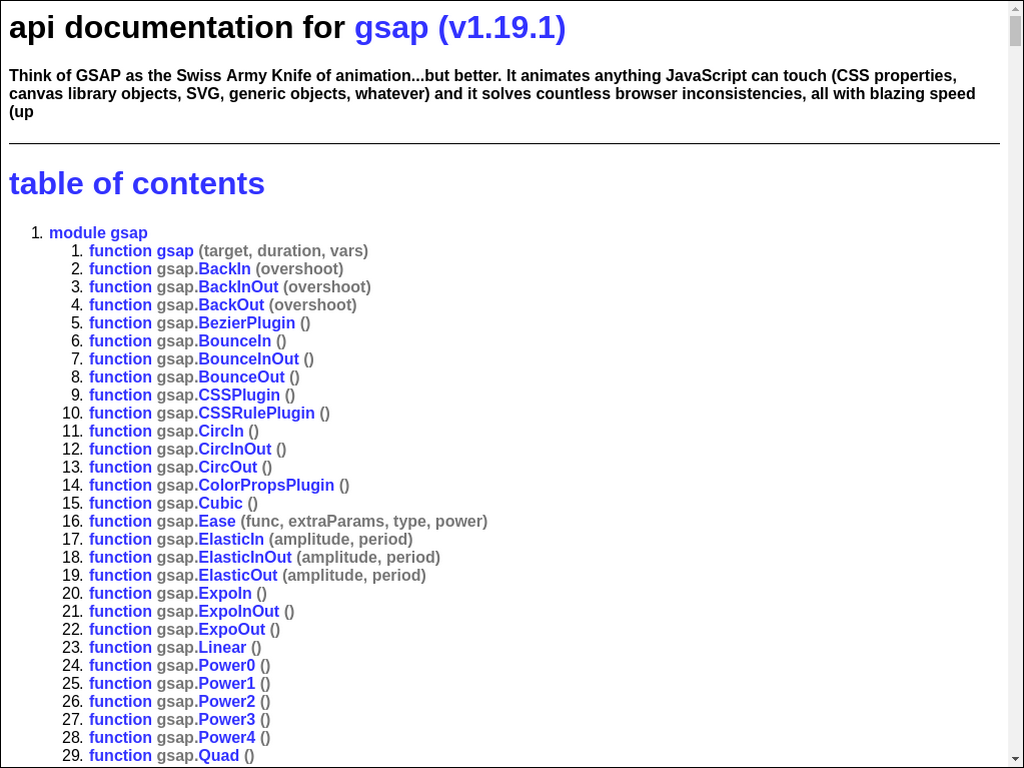 api documentation for gsap (v1.19.1)
Think of GSAP as the Swiss Army Knife of animation...but better. It animates anything JavaScript can touch (CSS properties,
canvas library objects, SVG, generic objects, whatever) and it solves countless browser inconsistencies, all with blazing speed
(up
table of contents
1. module gsap
1. function gsap (target, duration, vars)
2. function gsap.BackIn (overshoot)
3. function gsap.BackInOut (overshoot)
4. function gsap.BackOut (overshoot)
5. function gsap.BezierPlugin ()
6. function gsap.BounceIn ()
7. function gsap.BounceInOut ()
8. function gsap.BounceOut ()
9. function gsap.CSSPlugin ()
10. function gsap.CSSRulePlugin ()
11. function gsap.CircIn ()
12. function gsap.CircInOut ()
13. function gsap.CircOut ()
14. function gsap.ColorPropsPlugin ()
15. function gsap.Cubic ()
16. function gsap.Ease (func, extraParams, type, power)
17. function gsap.ElasticIn (amplitude, period)
18. function gsap.ElasticInOut (amplitude, period)
19. function gsap.ElasticOut (amplitude, period)
20. function gsap.ExpoIn ()
21. function gsap.ExpoInOut ()
22. function gsap.ExpoOut ()
23. function gsap.Linear ()
24. function gsap.Power0 ()
25. function gsap.Power1 ()
26. function gsap.Power2 ()
27. function gsap.Power3 ()
28. function gsap.Power4 ()
29. function gsap.Quad ()